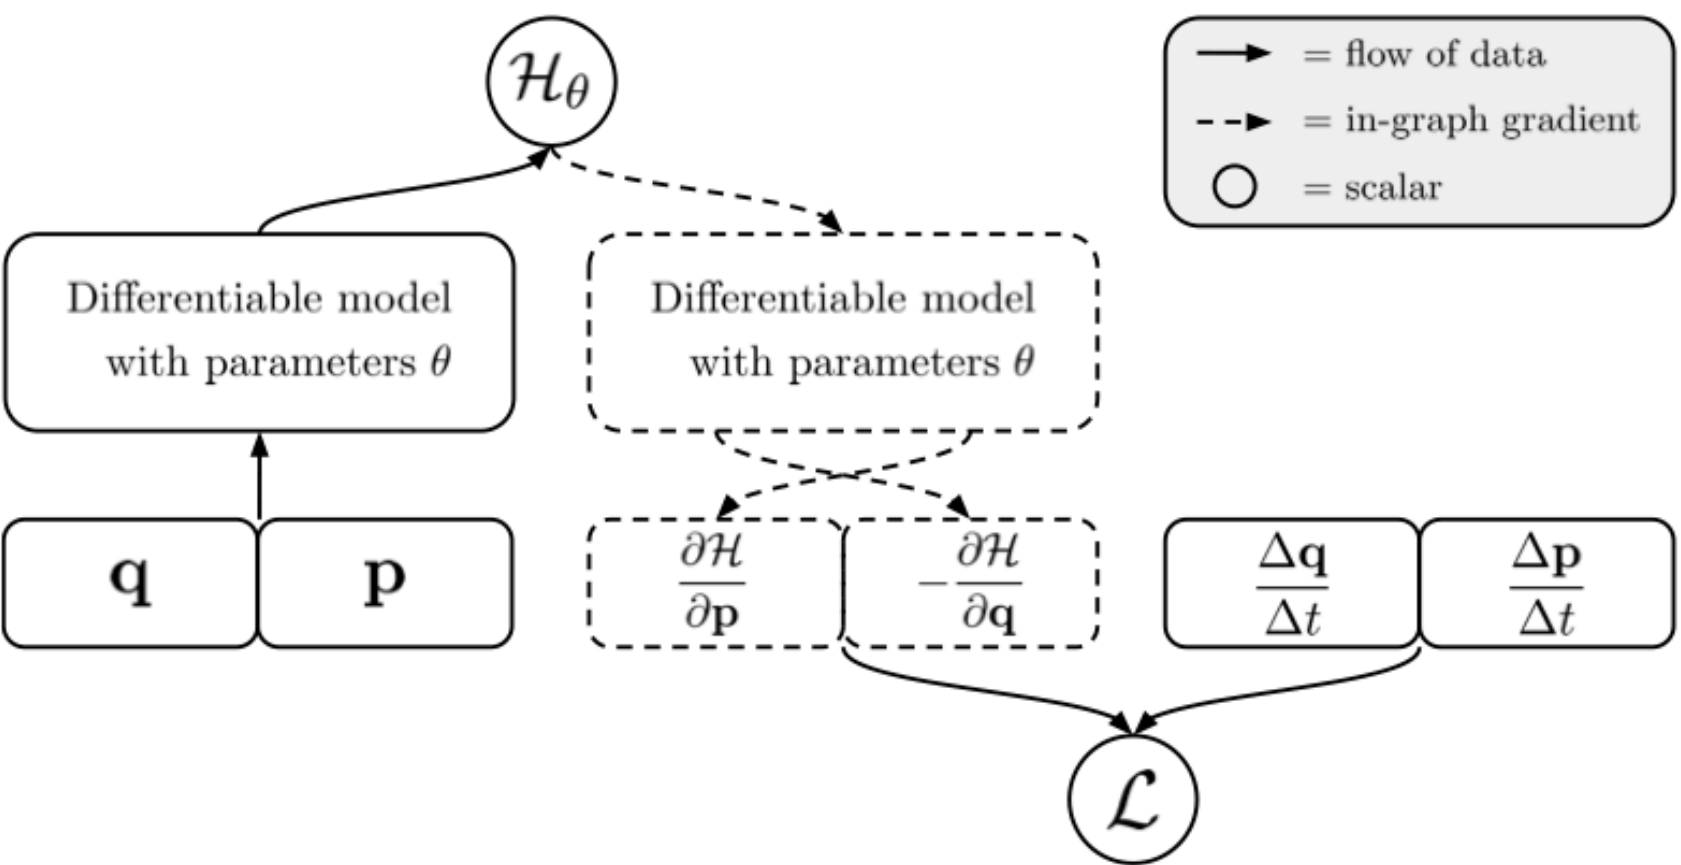 ℋθ
= flow of data
= in-graph gradient
= scalar
Differentiable model
with parameters θ
Differentiable model
with parameters θ
q
p
∂ℋ
∂p
−∂ℋ
∂q
Δq
Δt
Δp
Δt
ℒ